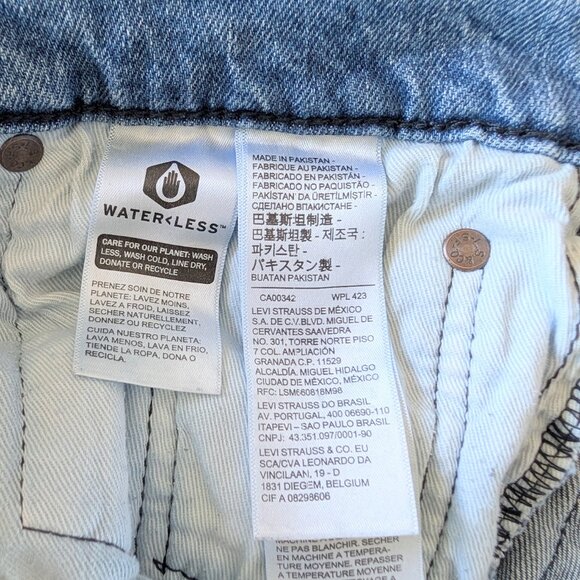 WATER<LESS™
CARE FOR OUR PLANET: WASH
LESS, WASH COLD, LINE DRY,
DONATE OR RECYCLE
PRENEZ SOIN DE NOTRE
PLANETE: LAVEZ MOINS,
LAVEZ A FROID, LAISSEZ
SECHER NATURELLEMENT,
DONNEZ OU RECYCLEZ
CUIDA NUESTRO PLANETA:
LAVA MENOS, LAVA EN FRIO,
TIENDE LA ROPA, DONA O
RECICLA.
MADE IN PAKISTAN -
FABRIQUE AU PAKISTAN -
FABRICADO EN PAKISTÁN -
FABRICADO NO PAQUISTÃO -
PAKİSTAN DA ÜRETİLMİŞTİR -
СДЕЛАНО ВПАКИСТАНЕ -
巴基斯坦制造 -
巴基斯坦製 - 제조국 :
파키스탄 -
パキスタン製 -
BUATAN PAKISTAN
CA00342 WPL 423
LEVI STRAUSS DE MÉXICO
S.A. DE C.V.BLVD. MIGUEL DE
CERVANTES SAAVEDRA
NO. 301, TORRE NORTE PISO
7 COL. AMPLIACIÓN
GRANADA C.P. 11529
ALCALDÍA. MIGUEL HIDALGO
CIUDAD DE MÉXICO, MÉXICO
RFC: LSM660818M98
LEVI STRAUSS DO BRASIL
AV. PORTUGAL, 400 06690-110
ITAPEVI – SAO PAULO BRASIL
CNPJ: 43.351.097/0001-90
LEVI STRAUSS & CO. EU
SCA/CVA LEONARDO DA
VINCILAAN, 19 - D
1831 DIEGEM, BELGIUM
CIF A 08298606
MACHINE A SECHER
NE PAS BLANCHIR. SECHER
EN MACHINE A TEMPERA-
TURE MOYENNE. REPASSER
A TEMPERATURE MOYENNE